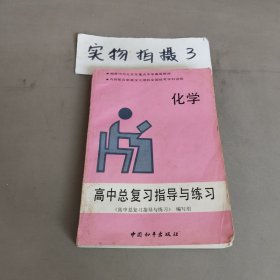 实物拍摄3
化学
高中总复习指导与练习
《高中总复习指导与练习》 编写组
中国和平出版社